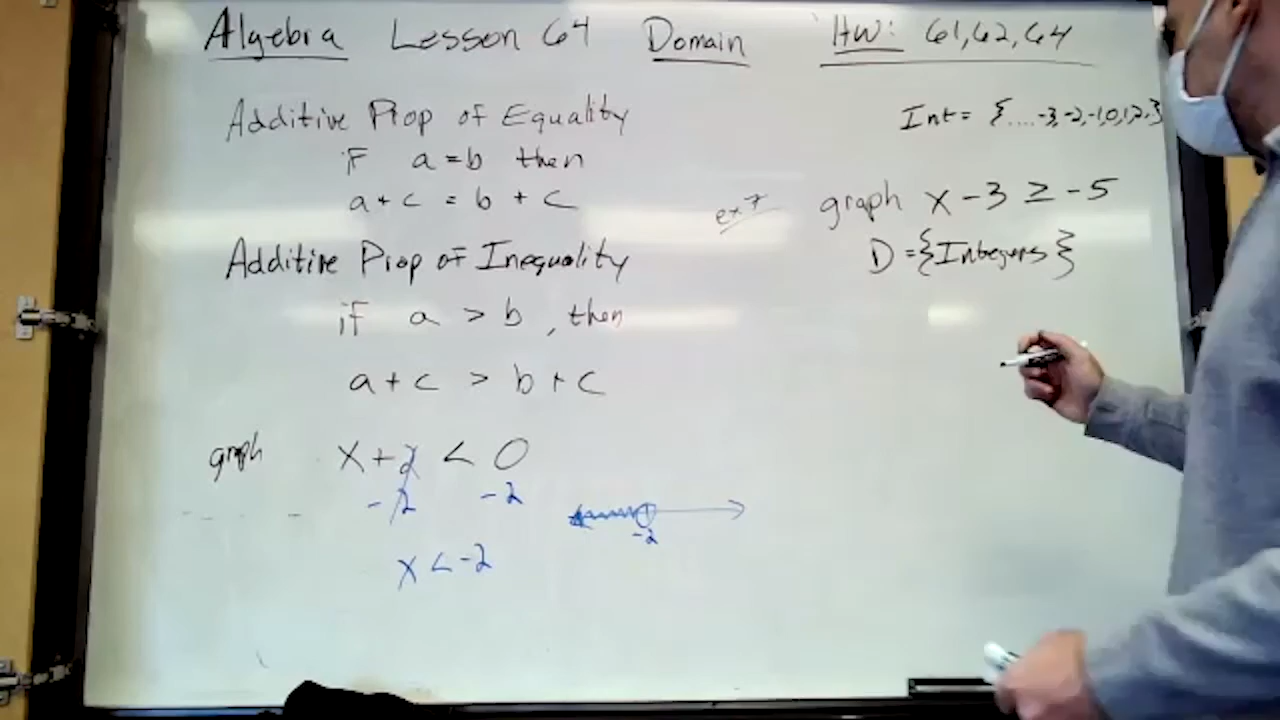 Algebra Lesson 64 Domain HW: 61,62,64
Additive Prop of Equality
if a = b then
a + c = b + c
Additive Prop of Inequality
if a > b , then
a + c > b + c
graph x + 2 < 0
-2 -2
-2
x < -2
Int = {....-3,-2,-1,0,1,2.}
ex 7 graph x - 3 ≥ -5
D = {Integers}